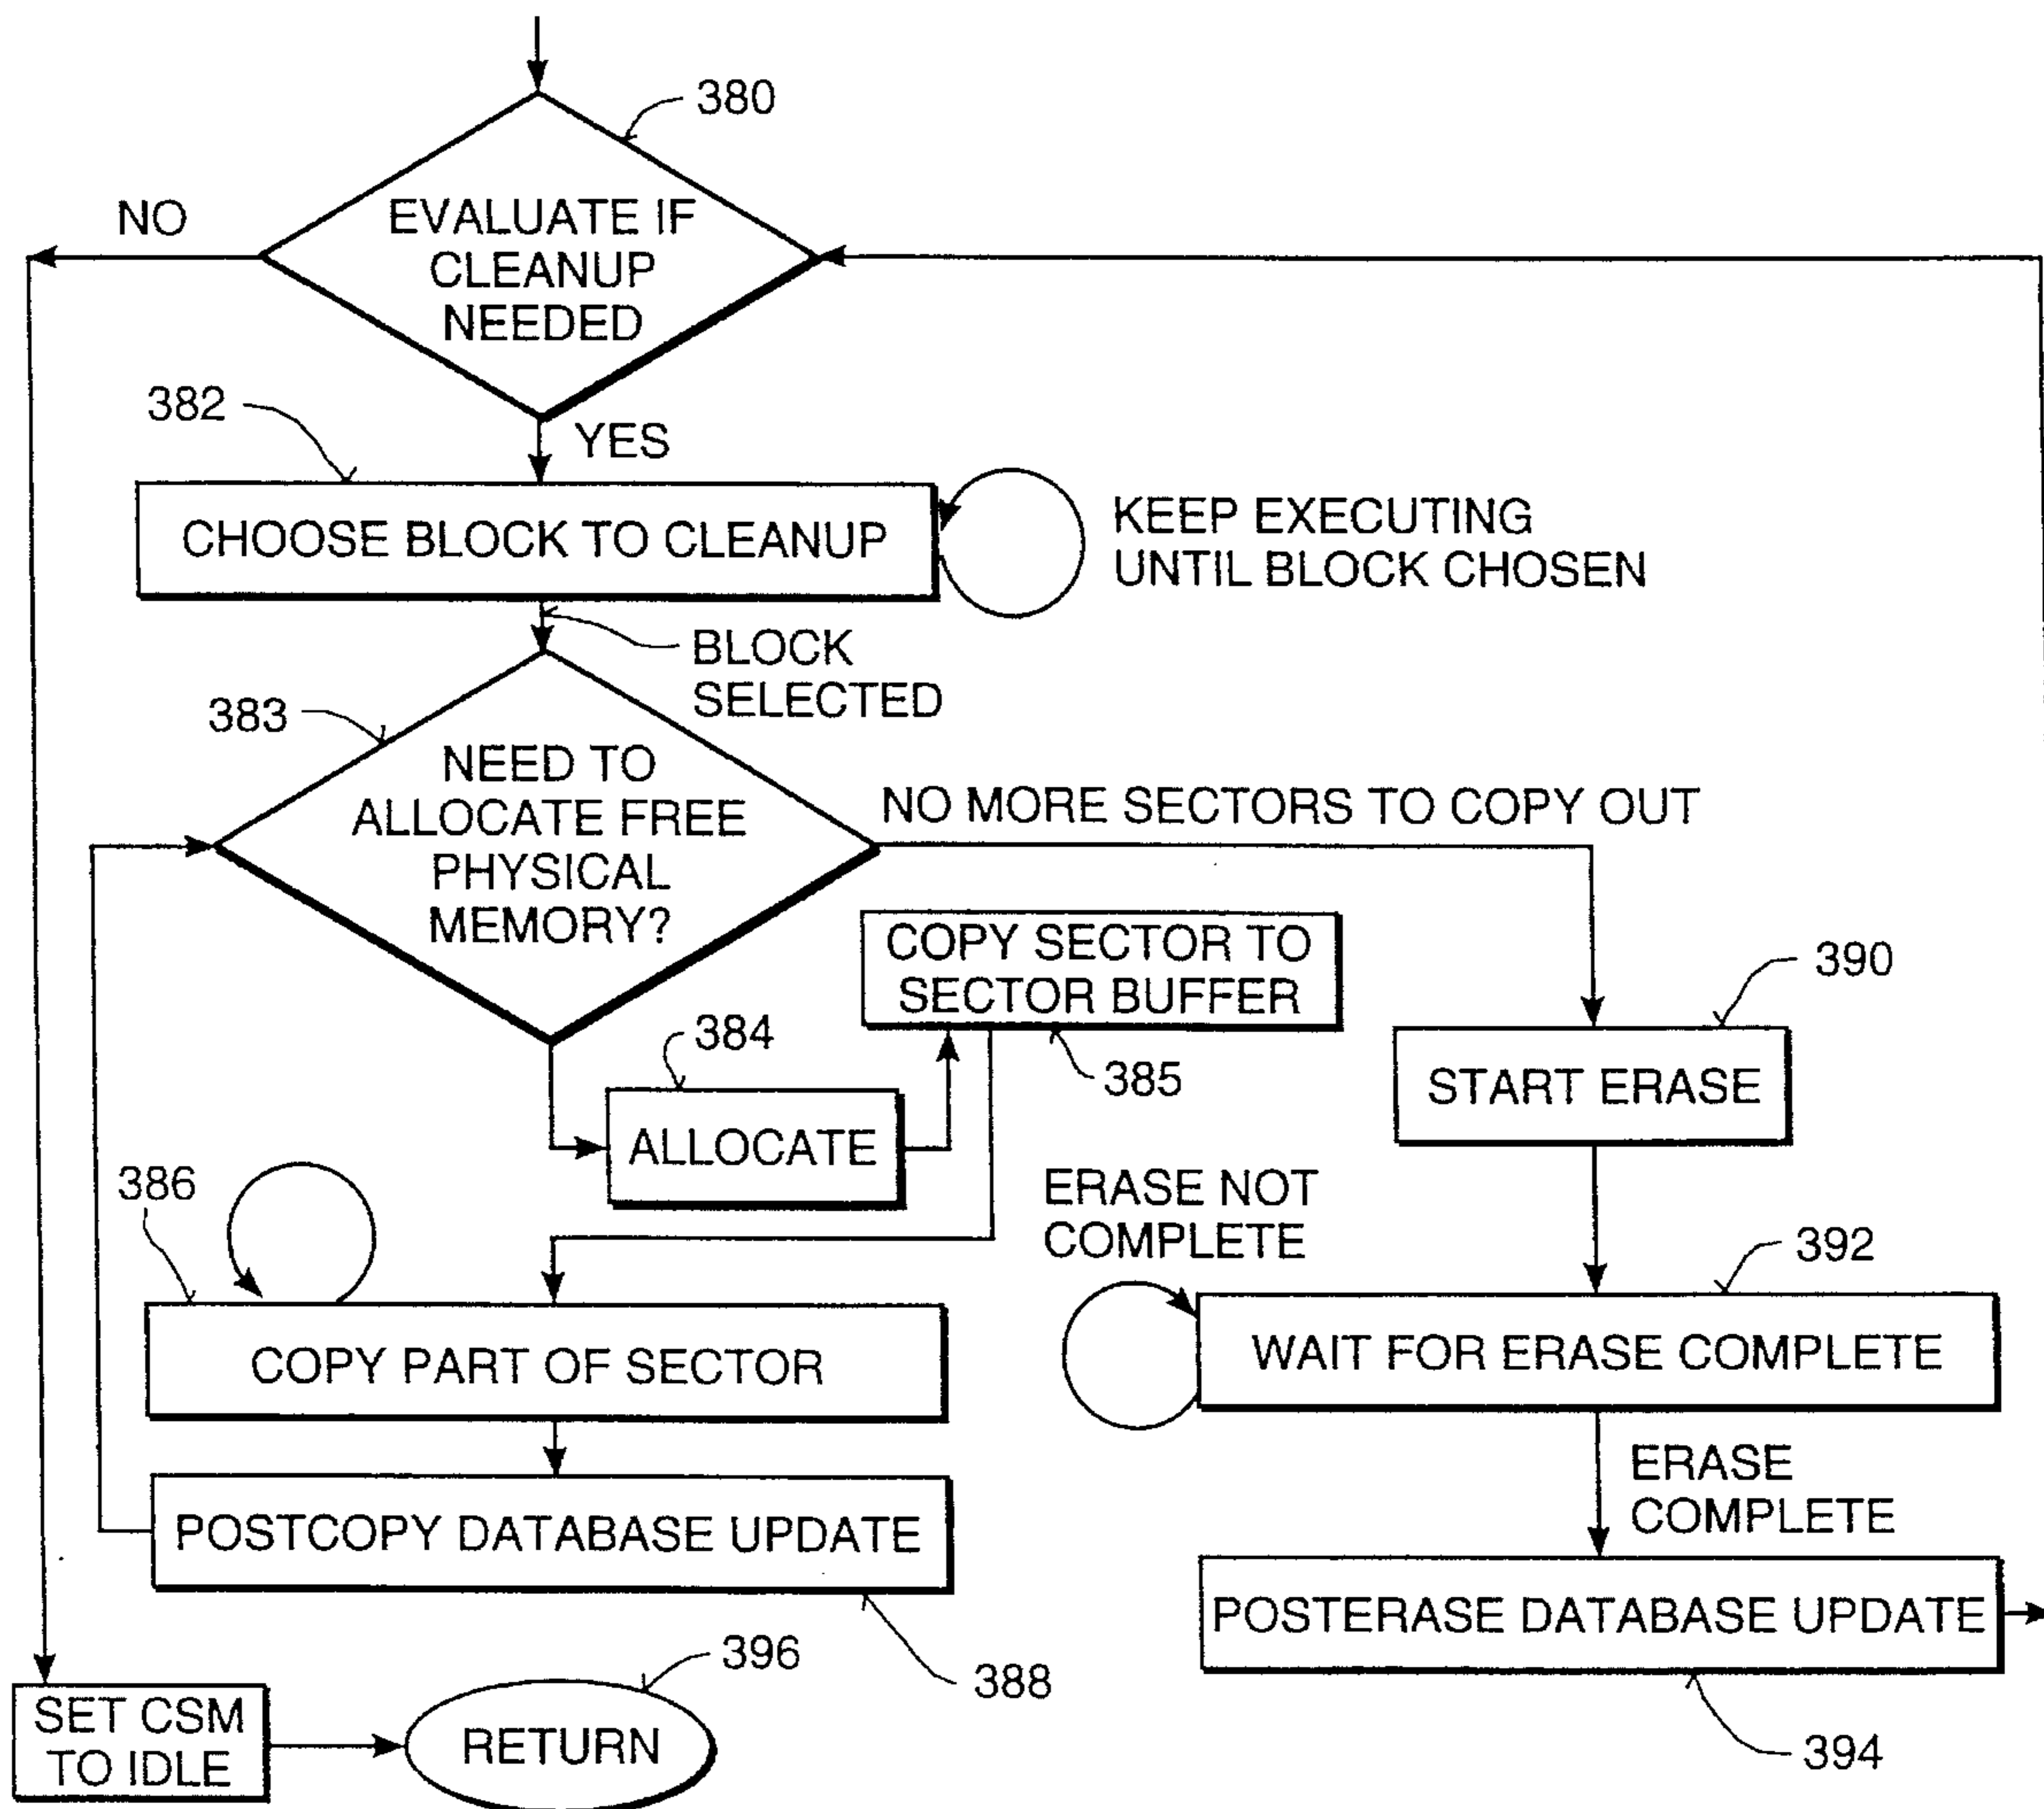 380
NO
EVALUATE IF
CLEANUP
NEEDED
382
YES
CHOOSE BLOCK TO CLEANUP
KEEP EXECUTING
UNTIL BLOCK CHOSEN
BLOCK
SELECTED
383
NEED TO
ALLOCATE FREE
PHYSICAL
MEMORY?
NO MORE SECTORS TO COPY OUT
COPY SECTOR TO
SECTOR BUFFER
390
384
385
START ERASE
ALLOCATE
386
ERASE NOT
COMPLETE
392
COPY PART OF SECTOR
WAIT FOR ERASE COMPLETE
ERASE
COMPLETE
POSTCOPY DATABASE UPDATE
POSTERASE DATABASE UPDATE
396
388
SET CSM
TO IDLE
RETURN
394